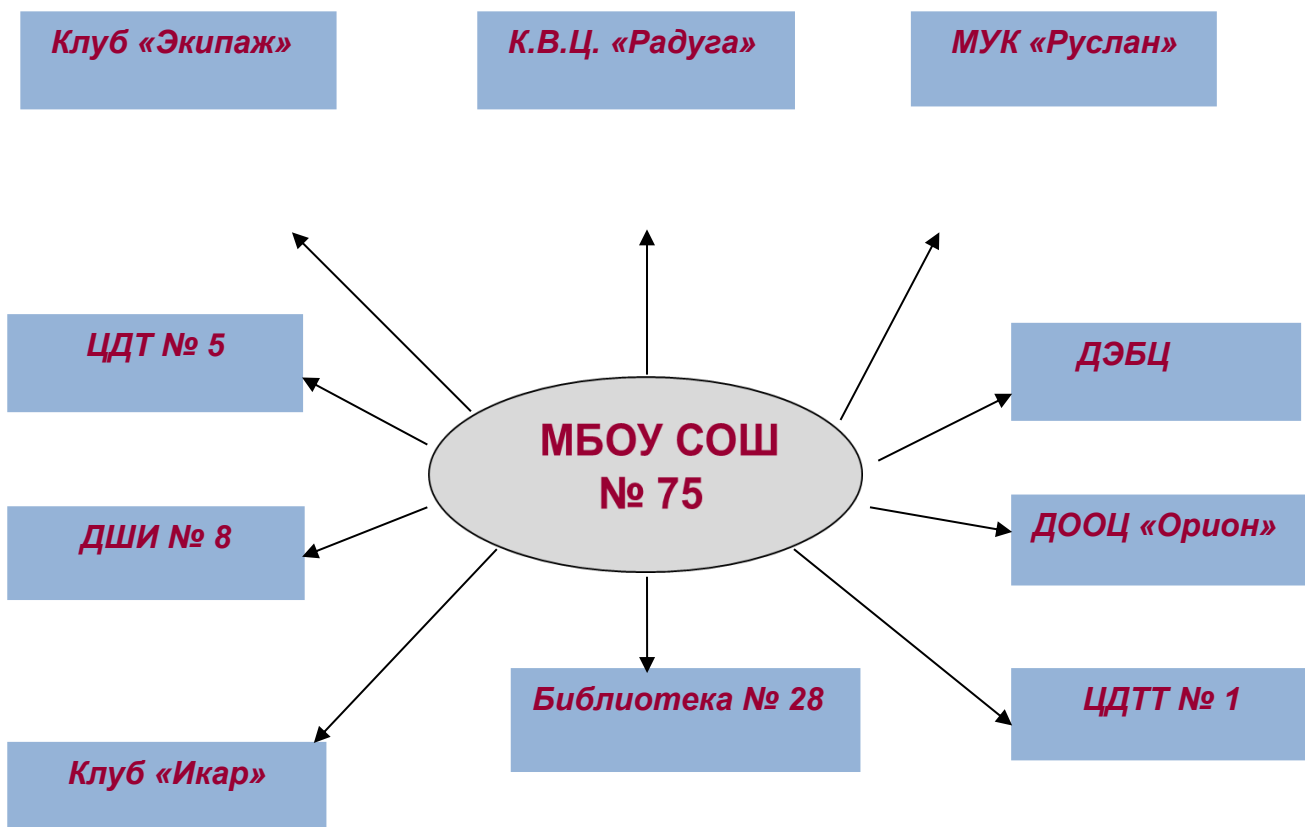 Клуб «Экипаж»
К.В.Ц. «Радуга»
МУК «Руслан»
ЦДТ № 5
ДЭБЦ
МБОУ СОШ
№ 75
ДШИ № 8
ДООЦ «Орион»
Библиотека № 28
ЦДТТ № 1
Клуб «Икар»